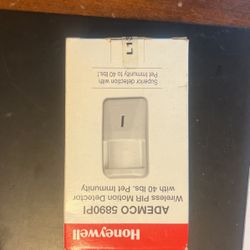 Honeywell
ADEMCO 5890PI
Wireless PIR Motion Detector
with 40 lbs. Pet Immunity
Superior detection with
Pet Immunity to 40 lbs.!